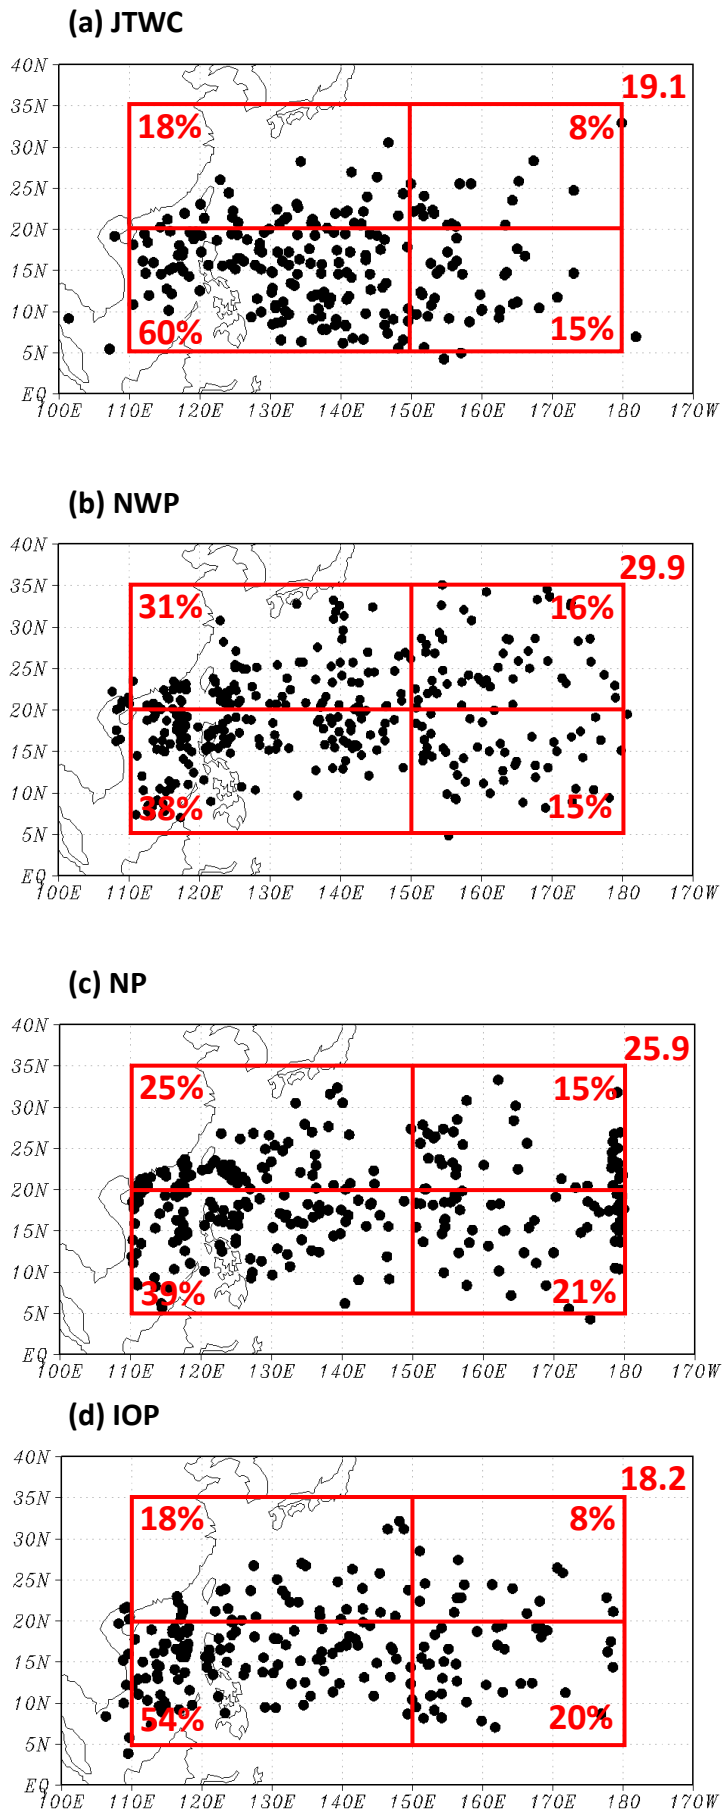 (a) JTWC
19.1
40N
35N
30N
25N
20N
15N
10N
5N
EQ
18%
8%
60%
15%
100E 110E 120E 130E 140E 150E 160E 170E 180 170W
(b) NWP
29.9
40N
35N
30N
25N
20N
15N
10N
5N
EQ
31%
16%
38%
15%
100E 110E 120E 130E 140E 150E 160E 170E 180 170W
(c) NP
25.9
40N
35N
30N
25N
20N
15N
10N
5N
EQ
25%
15%
39%
21%
100E 110E 120E 130E 140E 150E 160E 170E 180 170W
(d) IOP
18.2
40N
35N
30N
25N
20N
15N
10N
5N
EQ
18%
8%
54%
20%
100E 110E 120E 130E 140E 150E 160E 170E 180 170W